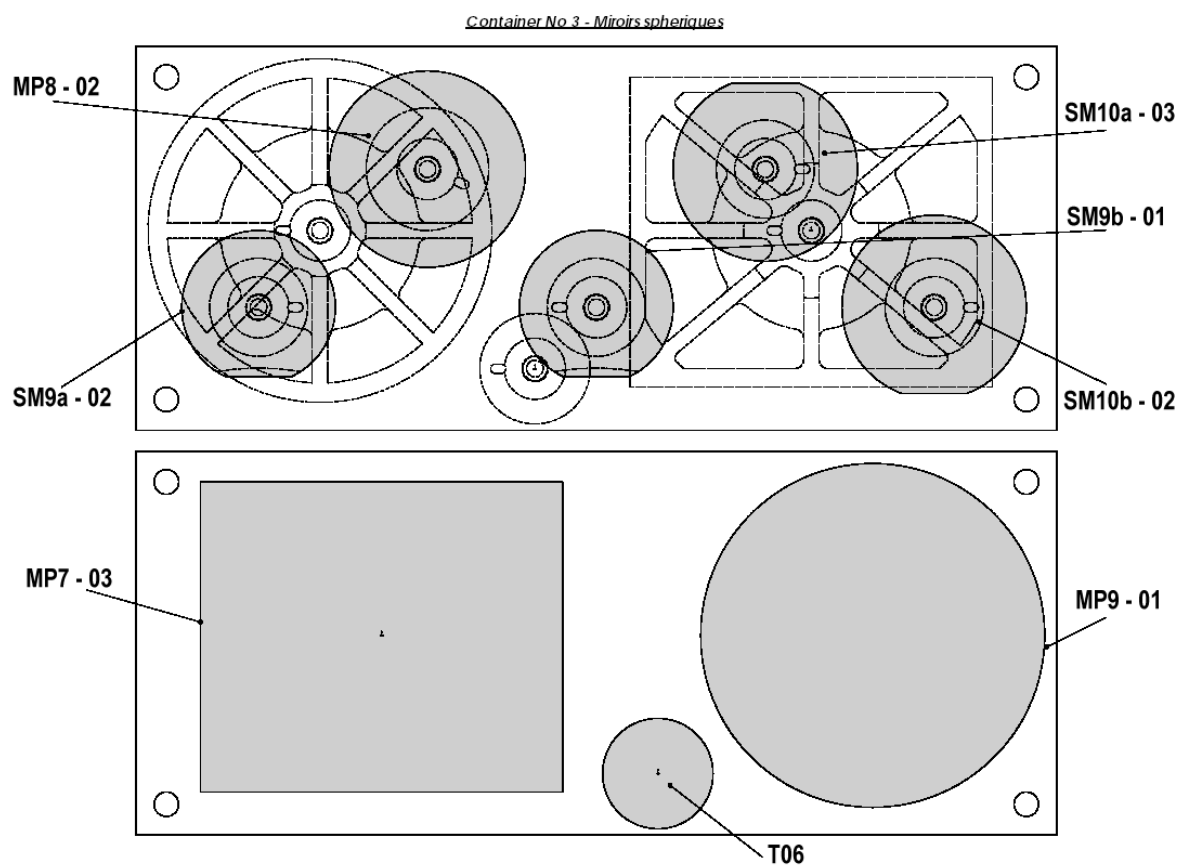 Container No 3 - Miroirs spheriques
MP8 - 02
SM10a - 03
SM9b - 01
SM9a - 02
SM10b - 02
MP7 - 03
MP9 - 01
T06